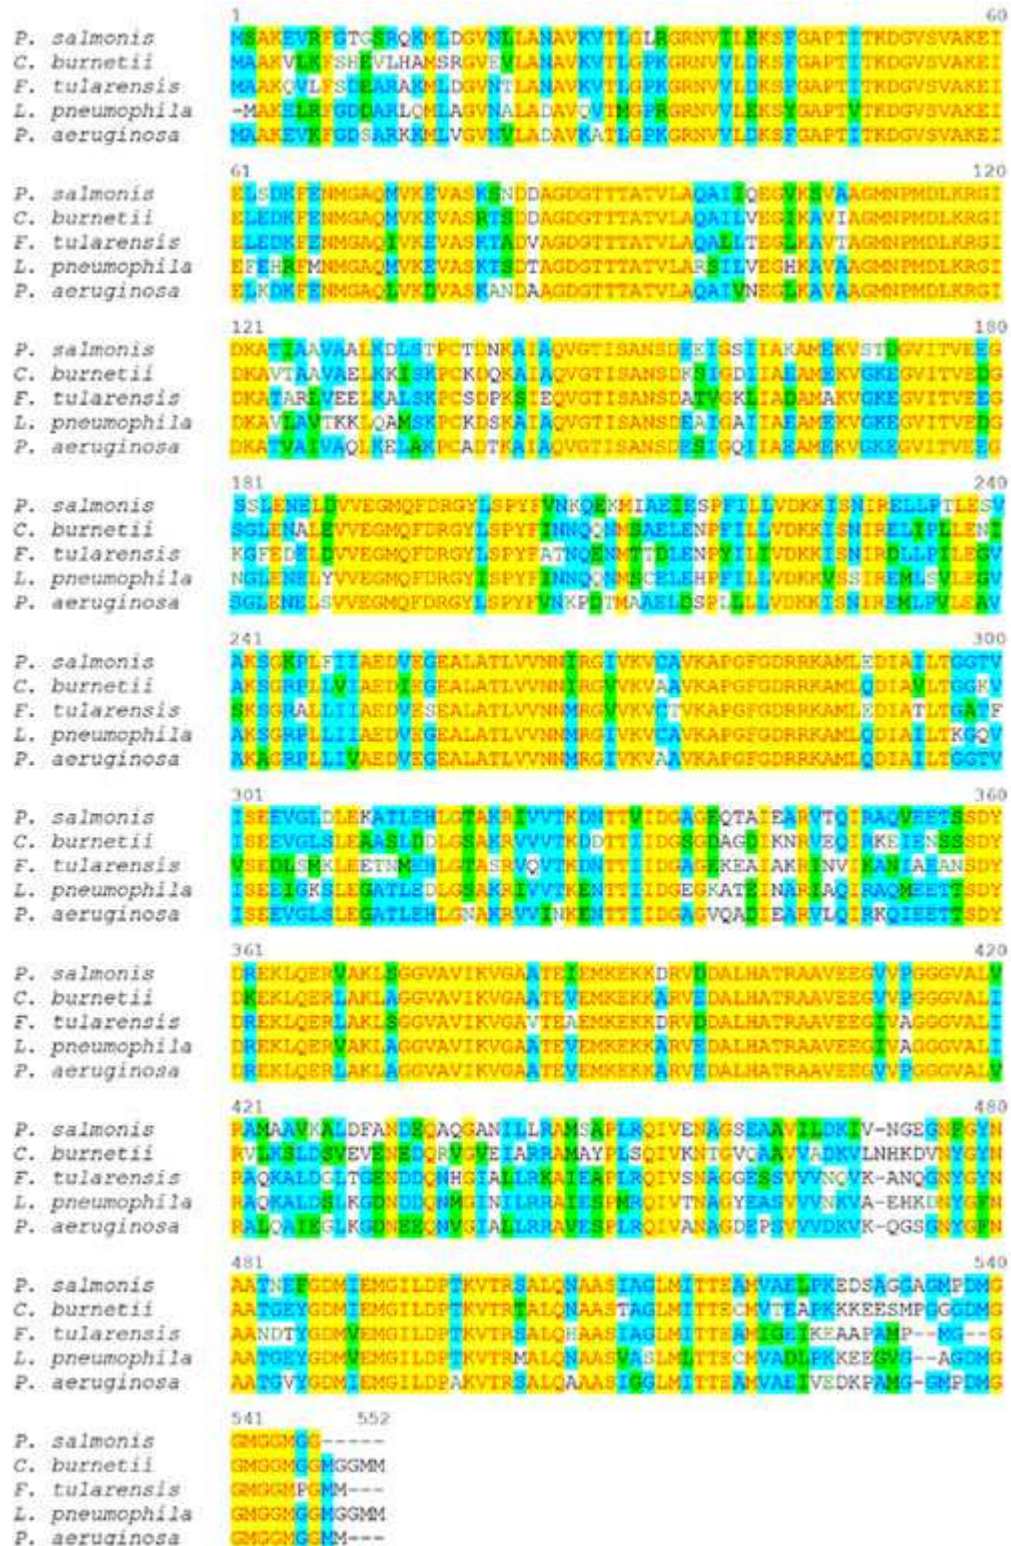 1 60
P. salmonis MSAKEVRFGTGSRQKMLDGVNLLANAVKVTLGLRGRNVTLEKSFGAPTITKDGVSVAKEI
C. burnetii MAAKVLKFSHEVLHAMSRGVEVLANAVKVTLGPKGRNVVLDKSFGAPTITKDGVSVAKEI
F. tularensis MAAKQVLFSDEARAKMLDGVNTLANAVKVTLGPKGRNVVLDKSFGAPTITKDGVSVAKEI
L. pneumophila -MAKELRFGDDARLQMLAGVNALADAVQVTMGPRGRNVVLEKSYGAPTVTKDGVSVAKEI
P. aeruginosa MAAKEVKFGDSARKKMLVGVNVLADAVKATLGPKGRNVVLDKSFGAPTITKDGVSVAKEI
61 120
P. salmonis ELSDKFENMGAQMVKEVASKSNDDAGDGTTTATVLAQAIIQEGVKSVAAGMNPMDLKRGI
C. burnetii ELEDKFENMGAQMVKEVASRTSDDAGDGTTTATVLAQAILVEGIKAVIAGMNPMDLKRGI
F. tularensis ELEDKFENMGAQIVKEVASKTADVAGDGTTTATVLAQALLTEGLKAVTAGMNPMDLKRGI
L. pneumophila EFEHRFMNMGAQMVKEVASKTSDTAGDGTTTATVLARSILVEGHKAVAAGMNPMDLKRGI
P. aeruginosa ELKDKFENMGAQLVKDVASKANDAAGDGTTTATVLAQAIVNEGLKAVAAGMNPMDLKRGI
121 180
P. salmonis DKATIAAVAALKDLSTPCTDNKAIAQVGTISANSDEEIGSIIAKAMEKVSTDGVITVEEG
C. burnetii DKAVTAAVAELKKISKPCKDQKAIAQVGTISANSDKSIGDIIAEAMEKVGKEGVITVEDG
F. tularensis DKATARLVEELKALSKPCSDPKSIEQVGTISANSDATVGKLIADAMAKVGKEGVITVEEG
L. pneumophila DKAVLAVTKKLQAMSKPCKDSKAIAQVGTISANSDEAIGAIIAEAMEKVGKEGVITVEDG
P. aeruginosa DKATVAIVAQLKELAKPCADTKAIAQVGTISANSDESIGQIIAEAMEKVGKEGVITVEEG
181 240
P. salmonis SSLENELDVVEGMQFDRGYLSPYFVNKQEKMIAEIESPFILLVDKKISNIRELLPTLESV
C. burnetii SGLENALEVVEGMQFDRGYLSPYFINNQQNMSAELENPFILLVDKKISNIRELIPLLENI
F. tularensis KGFEDELDVVEGMQFDRGYLSPYFATNQENMTTDLENPYILIVDKKISNIRDLLPILEGV
L. pneumophila NGLENELYVVEGMQFDRGYISPYFINNQQNMSCELEHPFILLVDKKVSSIREMLSVLEGV
P. aeruginosa SGLENELSVVEGMQFDRGYLSPYFVNKPDTMAAELDSPLLLLVDKKISNIREMLPVLEAV
241 300
P. salmonis AKSGKPLFIIAEDVEGEALATLVVNNIRGIVKVCAVKAPGFGDRRKAMLEDIAILTGGTV
C. burnetii AKSGRPLLVIAEDIEGEALATLVVNNIRGVVKVAAVKAPGFGDRRKAMLQDIAVLTGGKV
F. tularensis SKSGRALLIIAEDVESEALATLVVNNMRGVVKVCTVKAPGFGDRRKAMLEDIATLTGATF
L. pneumophila AKSGRPLLIIAEDVEGEALATLVVNNMRGIVKVCAVKAPGFGDRRKAMLQDIAILTKGQV
P. aeruginosa AKAGRPLLIVAEDVEGEALATLVVNNMRGIVKVAAVKAPGFGDRRKAMLQDIAILTGGTV
301 360
P. salmonis ISEEVGLDLEKATLEHLGTAKRIVVTKDNTTVIDGAGEQTAIEARVTQIRAQVEETSSDY
C. burnetii ISEEVGLSLEAASLDDLGSAKRVVVTKDDTTIIDGSGDAGDIKNRVEQIRKEIENSSSDY
F. tularensis VSEDLSMKLEETNMEHLGTASRVQVTKDNTTIIDGAGEKEAIAKRINVIKANIAEANSDY
L. pneumophila ISEEIGKSLEGATLEDLGSAKRIVVTKENTTIIDGEGKATEINARIAQIRAQMEETTSDY
P. aeruginosa ISEEVGLSLEGATLEHLGNAKRVVINKENTTIIDGAGVQADIEARVLQIRKQIEETTSDY
361 420
P. salmonis DREKLQERVAKLSGGVAVIKVGAATEIEMKEKKDRVDDALHATRAAVEEGVVPGGGVALV
C. burnetii DKEKLQERLAKLAGGVAVIKVGAATEVEMKEKKARVEDALHATRAAVEEGVVPGGGVALI
F. tularensis DREKLQERLAKLSGGVAVIKVGAVTEAEMKEKKDRVDDALHATRAAVEEGIVAGGGVALI
L. pneumophila DREKLQERVAKLAGGVAVIKVGAATEVEMKEKKARVEDALHATRAAVEEGIVAGGGVALI
P. aeruginosa DREKLQERLAKLAGGVAVIKVGAATEVEMKEKKARVEDALHATRAAVEEGVVPGGGVALV
421 480
P. salmonis RAMAAVKALDFANDEQAQGANILLRAMSAPLRQIVENAGSEAAVILDKIV-NGEGNFGYN
C. burnetii RVLKSLDSVEVENEDQRVGVEIARRAMAYPLSQIVKNTGVQAAVVADKVLNHKDVNYGYN
F. tularensis RAQKALDGLTGENDDQNHGIALLRKAIEAPLRQIVSNAGGESSVVVNQVK-ANQGNYGYN
L. pneumophila RAQKALDSLKGDNDDQNMGINILRRAIESPMRQIVTNAGYEASVVVNKVA-EHKDNYGFN
P. aeruginosa RALQAIEGLKGDNEEQNVGIALLRRAVESPLRQIVANAGDEPSVVVDKVK-QGSGNYGFN
481 540
P. salmonis AATNEFGDMIEMGILDPTKVTRSALQNAASIAGLMITTEAMVAELPKEDSAGGAGMPDMG
C. burnetii AATGEYGDMIEMGILDPTKVTRTALQNAASIAGLMITTECMVTEAPKKKEESMPGGGDMG
F. tularensis AANDTYGDMVEMGILDPTKVTRSALQHAASIAGLMITTEAMIGEIKEAAPAMP--MG--G
L. pneumophila AATGEYGDMVEMGILDPTKVTRMALQNAASVASLMLTTECMVADLPKKEEGVG--AGDMG
P. aeruginosa AATGVYGDMIEMGILDPAKVTRSALQAAASIGGLMITTEAMVAEIVEDKPAMG-GMPDMG
541 552
P. salmonis GMGGMGG-----
C. burnetii GMGGMGGMGGMM
F. tularensis GMGGMPGMM---
L. pneumophila GMGGMGGMGGMM
P. aeruginosa GMGGMGGMM---